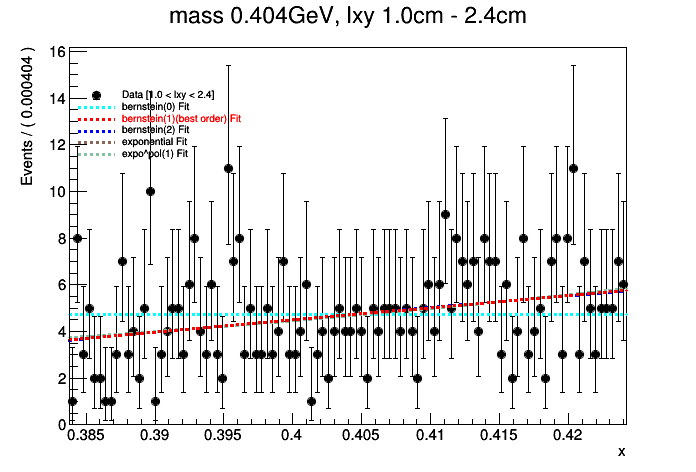 mass 0.404GeV, lxy 1.0cm - 2.4cm
Events / ( 0.000404 )
16
14
12
10
8
6
4
2
0
Data [1.0 < lxy < 2.4]
bernstein(0) Fit
bernstein(1)(best order) Fit
bernstein(2) Fit
exponential Fit
expo*pol(1) Fit
0.385 0.39 0.395 0.4 0.405 0.41 0.415 0.42
x